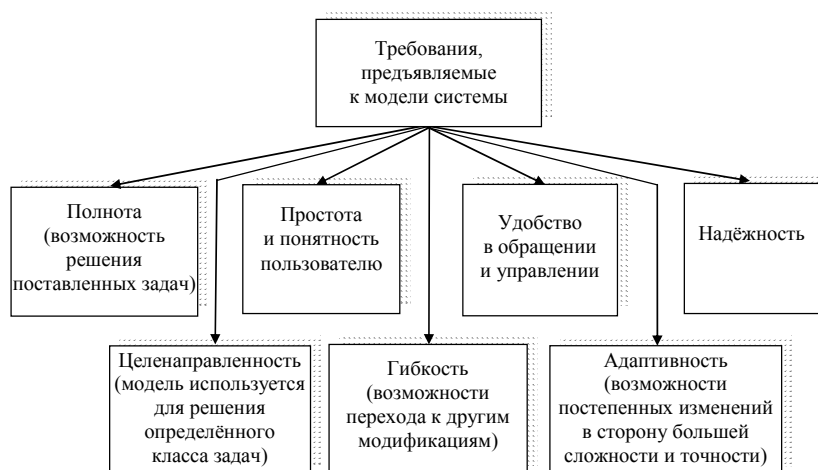 Требования,
предъявляемые
к модели системы
Полнота
(возможность
решения
поставленных задач)
Простота
и понятность
пользователю
Удобство
в обращении
и управлении
Надёжность
Целенаправленность
(модель используется
для решения
определённого
класса задач)
Гибкость
(возможности
перехода к другим
модификациям)
Адаптивность
(возможности
постепенных изменений
в сторону большей
сложности и точности)